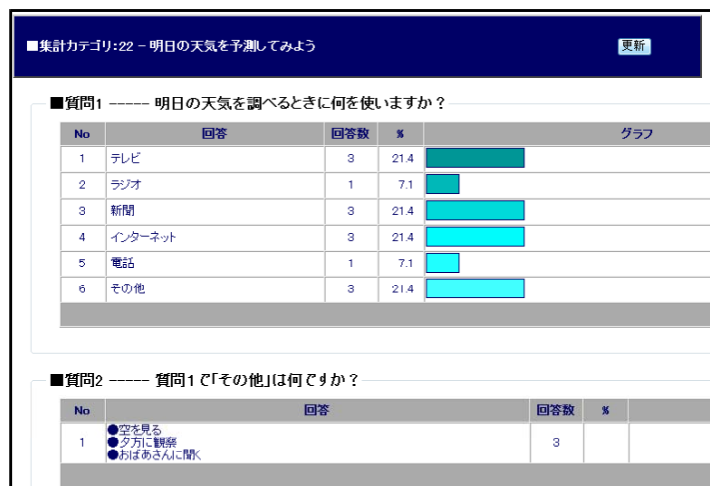 ■集計カテゴリ:22 - 明日の天気を予測してみよう
更新
■質問1 ----- 明日の天気を調べるときに何を使いますか?
No 回答 回答数 % グラフ
1 テレビ 3 21.4
2 ラジオ 1 7.1
3 新聞 3 21.4
4 インターネット 3 21.4
5 電話 1 7.1
6 その他 3 21.4
■質問2 ----- 質問1で「その他」は何ですか?
No 回答 回答数 %
1 ●空を見る 3
●夕方に観察
●おばあさんに聞く